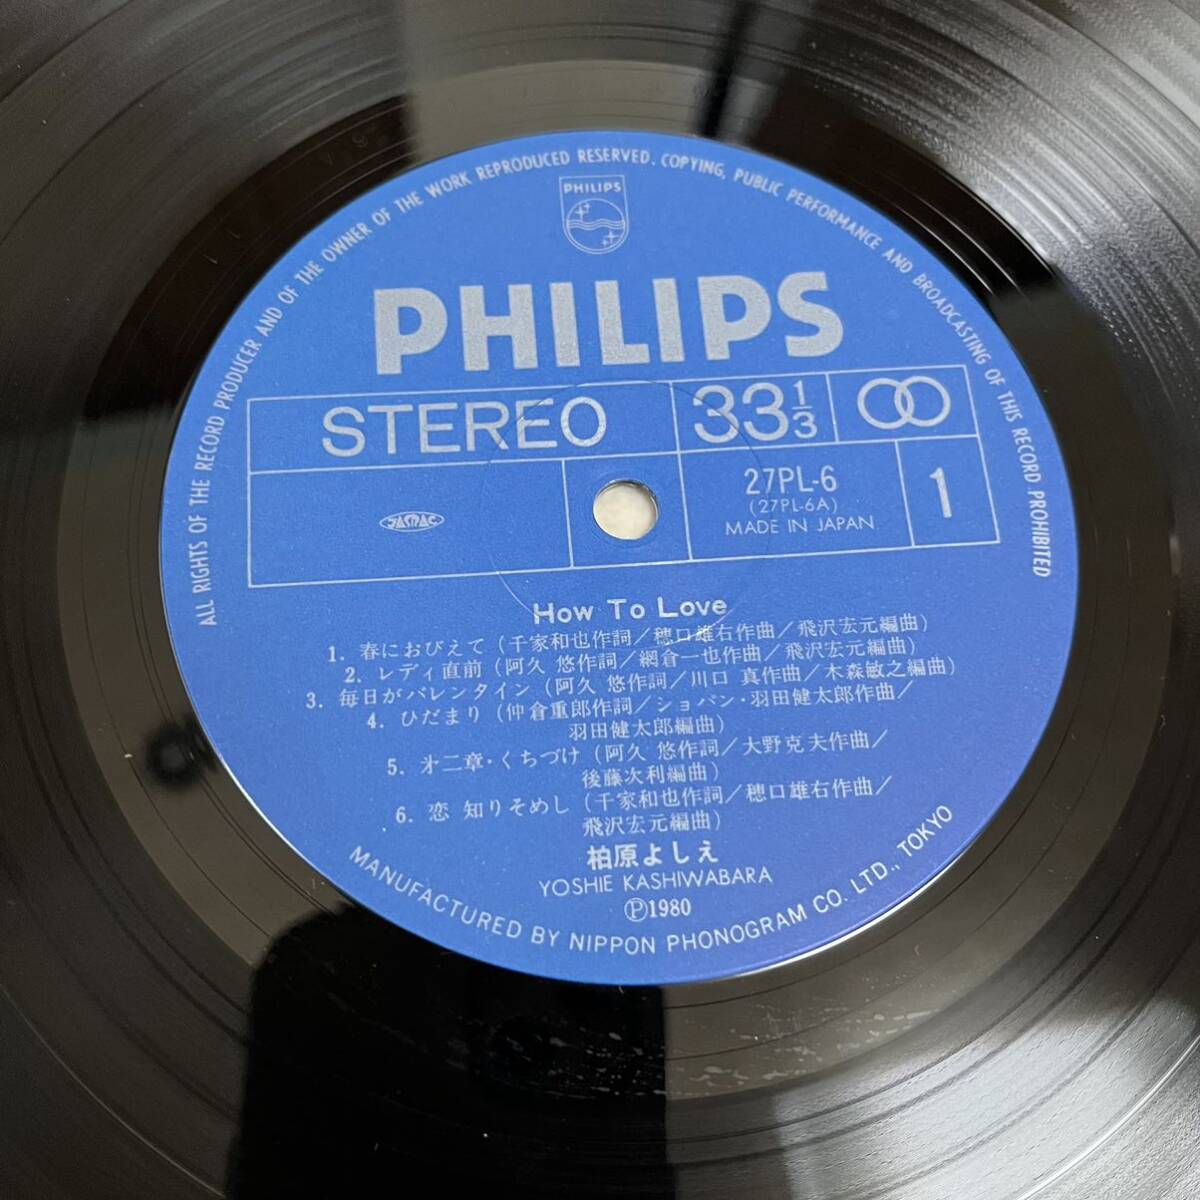 ALL RIGHTS OF THE RECORD PRODUCER AND OF THE OWNER OF THE WORK REPRODUCED RESERVED. COPYING, PUBLIC PERFORMANCE AND BROADCASTING OF THIS RECORD PROHIBITED
PHILIPS
PHILIPS
STEREO 33 1/3
JASRAC
27PL-6
(27PL-6A)
MADE IN JAPAN
1
How To Love
1. 春におびえて (千家和也作詞/穂口雄右作曲/飛沢宏元編曲)
2. レディ直前 (阿久 悠作詞/網倉一也作曲/飛沢宏元編曲)
3. 毎日がバレンタイン (阿久 悠作詞/川口 真作曲/木森敏之編曲)
4. ひだまり (仲倉重郎作詞/ショパン・羽田健太郎作曲/
羽田健太郎編曲)
5. 㐧二章・くちづけ (阿久 悠作詞/大野克夫作曲/
後藤次利編曲)
6. 恋 知りそめし (千家和也作詞/穂口雄右作曲/
飛沢宏元編曲)
柏原よしえ
YOSHIE KASHIWABARA
Ⓟ1980
MANUFACTURED BY NIPPON PHONOGRAM CO. LTD., TOKYO